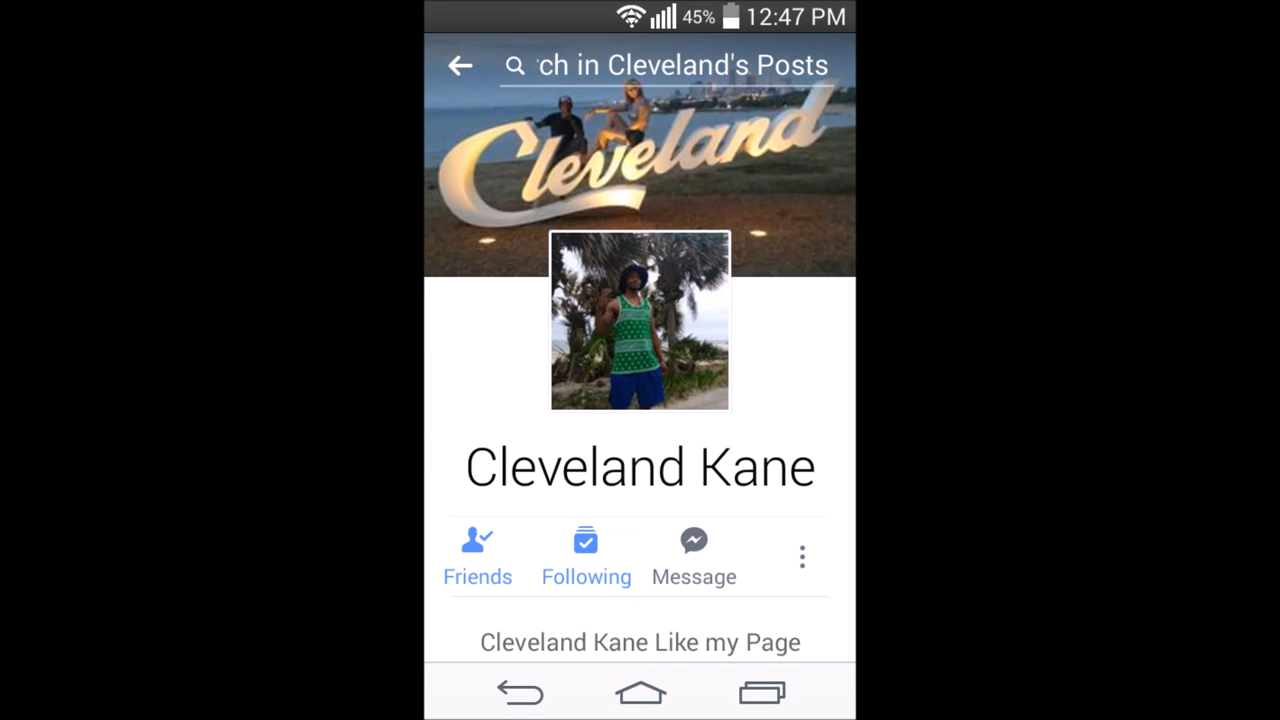 45% 12:47 PM
ch in Cleveland's Posts
Cleveland
Cleveland Kane
Friends Following Message
Cleveland Kane Like my Page